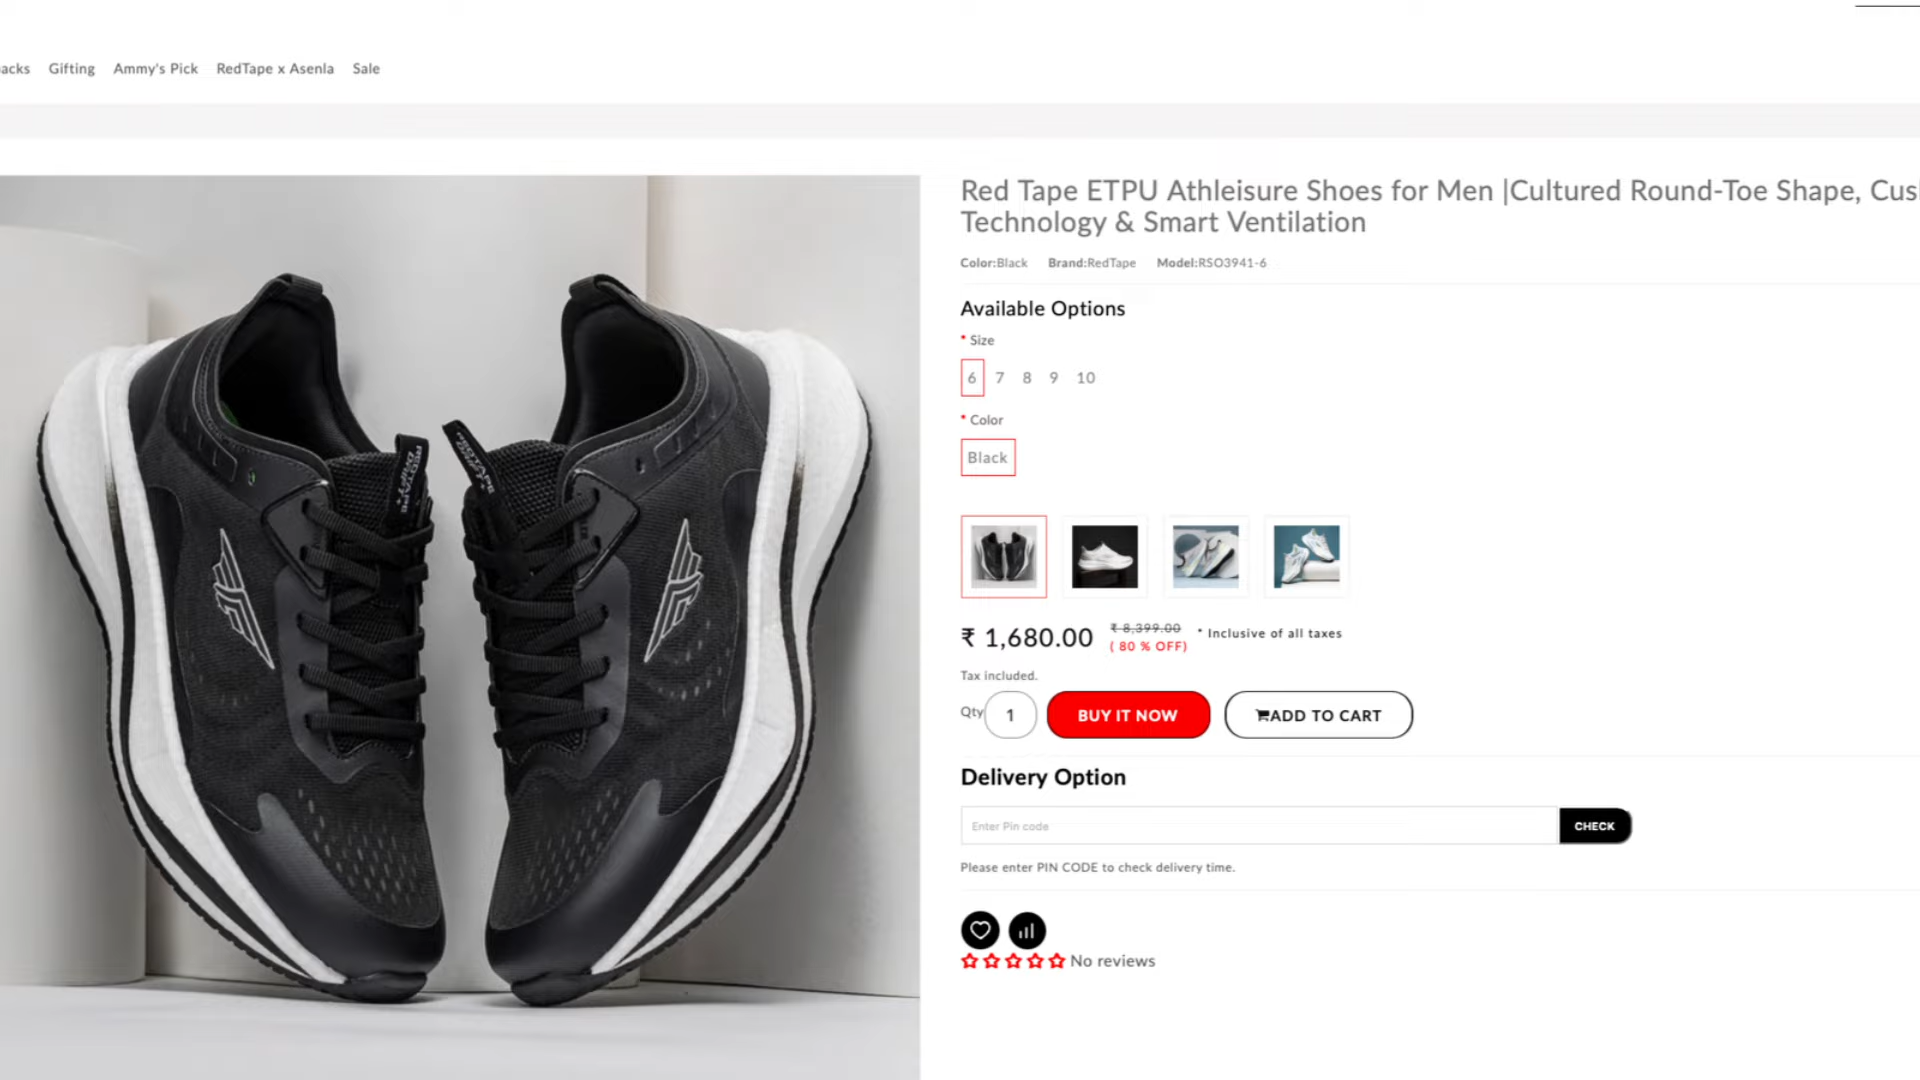 Gifting Ammy's Pick RedTape x Asenla Sale
Red Tape ETPU Athleisure Shoes for Men |Cultured Round-Toe Shape,
Technology & Smart Ventilation
Color:Black Brand:RedTape Model:RSO3941-6
Available Options
* Size
6 7 8 9 10
* Color
Black
₹ 1,680.00 ₹ 8,399.00 * Inclusive of all taxes
( 80 % OFF)
Tax included.
Qty 1 BUY IT NOW ADD TO CART
Delivery Option
Enter Pin code CHECK
Please enter PIN CODE to check delivery time.
No reviews
REDTAPE
REDTAPE